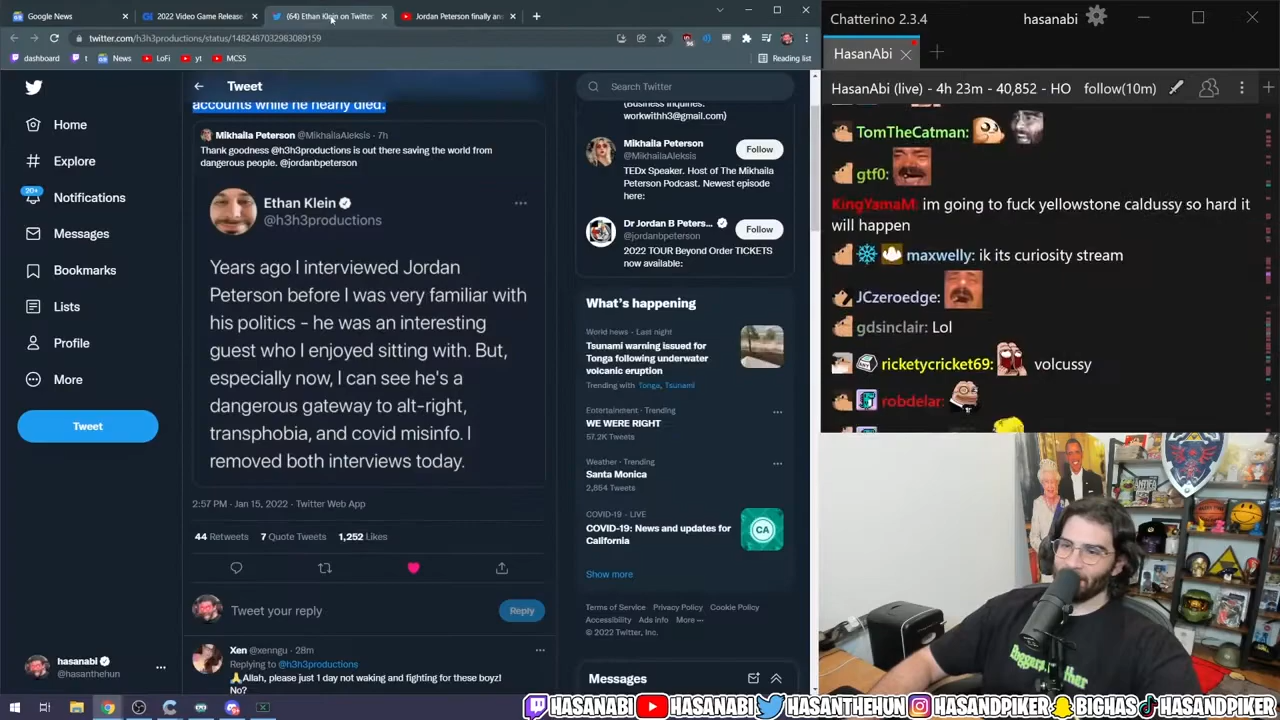 Google News
2022 Video Game Release
(64) Ethan Klein on Twitter
Jordan Peterson finally an
twitter.com/h3h3productions/status/1482487032983089159
dashboard
t
News
LoFi
yt
MCSS
Reading list
Tweet
accounts while he nearly died.
Mikhaila Peterson @MikhailaAleksis · 7h
Thank goodness @h3h3productions is out there saving the world from
dangerous people. @jordanbpeterson
Ethan Klein
@h3h3productions
Years ago I interviewed Jordan
Peterson before I was very familiar with
his politics - he was an interesting
guest who I enjoyed sitting with. But,
especially now, I can see he's a
dangerous gateway to alt-right,
transphobia, and covid misinfo. I
removed both interviews today.
2:57 PM · Jan 15, 2022 · Twitter Web App
44 Retweets 7 Quote Tweets 1,252 Likes
Tweet your reply
Reply
Xen @xenngu · 28m
Replying to @h3h3productions
Allah, please just 1 day not waking and fighting for these boyz!
No?
Home
Explore
20+
Notifications
Messages
Bookmarks
Lists
Profile
More
Tweet
hasanabi
@hasanthehun
Search Twitter
(Business Inquires:
workwithh3@gmail.com)
Mikhaila Peterson
@MikhailaAleksis
Follow
TEDx Speaker. Host of The Mikhaila
Peterson Podcast. Newest episode
here:
Dr Jordan B Peters...
@jordanbpeterson
Follow
2022 TOUR Beyond Order TICKETS
now available:
What's happening
World news · Last night
Tsunami warning issued for
Tonga following underwater
volcanic eruption
Trending with Tonga, Tsunami
Entertainment · Trending
WE WERE RIGHT
57.2K Tweets
Weather · Trending
Santa Monica
2,654 Tweets
COVID-19 · LIVE
COVID-19: News and updates for
California
CA
Show more
Terms of Service Privacy Policy Cookie Policy
Accessibility Ads info More ...
© 2022 Twitter, Inc.
Messages
Chatterino 2.3.4
hasanabi
HasanAbi
HasanAbi (live) - 4h 23m - 40,852 - HO
follow(10m)
TomTheCatman:
gtf0:
KingYamaM: im going to fuck yellowstone caldussy so hard it
will happen
maxwelly: ik its curiosity stream
JCzeroedge:
gdsinclair: Lol
ricketycricket69: volcussy
robdelar:
HASANABI HASANABI HASANTHEHUN HASANDPIKER BIGHAS HASANDPIKER